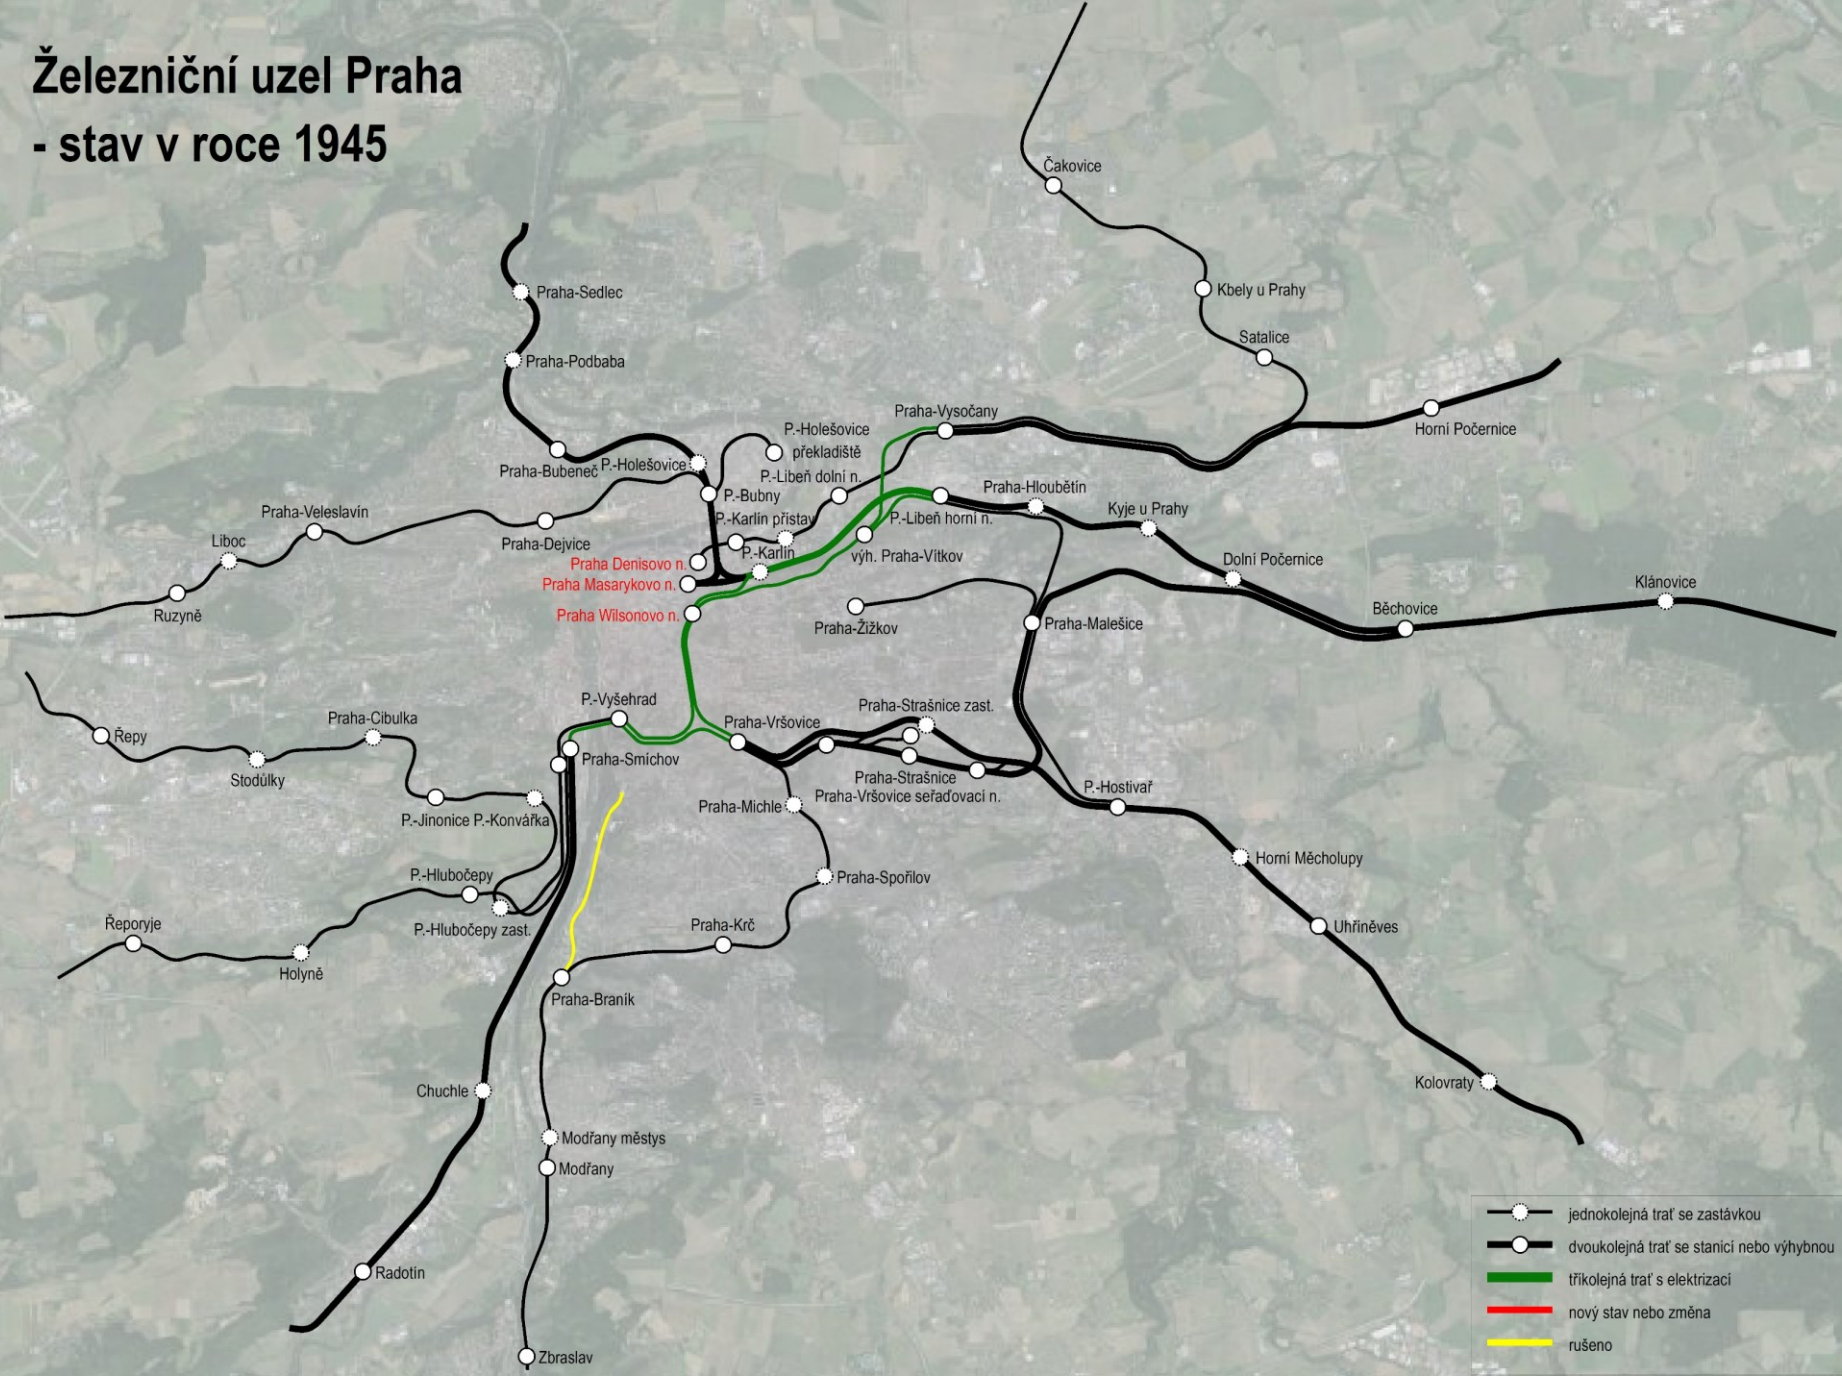 Železniční uzel Praha
- stav v roce 1945
Čakovice
Praha-Sedlec
Kbely u Prahy
Satalice
Praha-Podbaba
Praha-Vysočany
Horní Počernice
P.-Holešovice
překladiště
Praha-Bubeneč
P.-Holešovice
P.-Libeň dolní n.
P.-Bubny
Praha-Hloubětín
Kyje u Prahy
Praha-Veleslavín
P.-Karlín přístav
P.-Libeň horní n.
Liboc
Praha-Dejvice
P.-Karlín
výh. Praha-Vítkov
Dolní Počernice
Praha Denisovo n.
Praha Masarykovo n.
Klánovice
Ruzyně
Praha Wilsonovo n.
Praha-Žižkov
Praha-Malešice
Běchovice
P.-Vyšehrad
Praha-Strašnice zast.
Praha-Cibulka
Praha-Vršovice
Řepy
Praha-Smíchov
Stodůlky
Praha-Strašnice
Praha-Vršovice seřaďovací n.
P.-Hostivař
Praha-Michle
P.-Jinonice
P.-Konvářka
Horní Měcholupy
P.-Hlubočepy
Praha-Spořilov
Řeporyje
P.-Hlubočepy zast.
Praha-Krč
Uhříněves
Holyně
Praha-Braník
Kolovraty
Chuchle
Modřany městys
Modřany
Radotín
Zbraslav
jednokolejná trať se zastávkou
dvoukolejná trať se stanicí nebo výhybnou
tříkolejná trať s elektrizací
nový stav nebo změna
rušeno